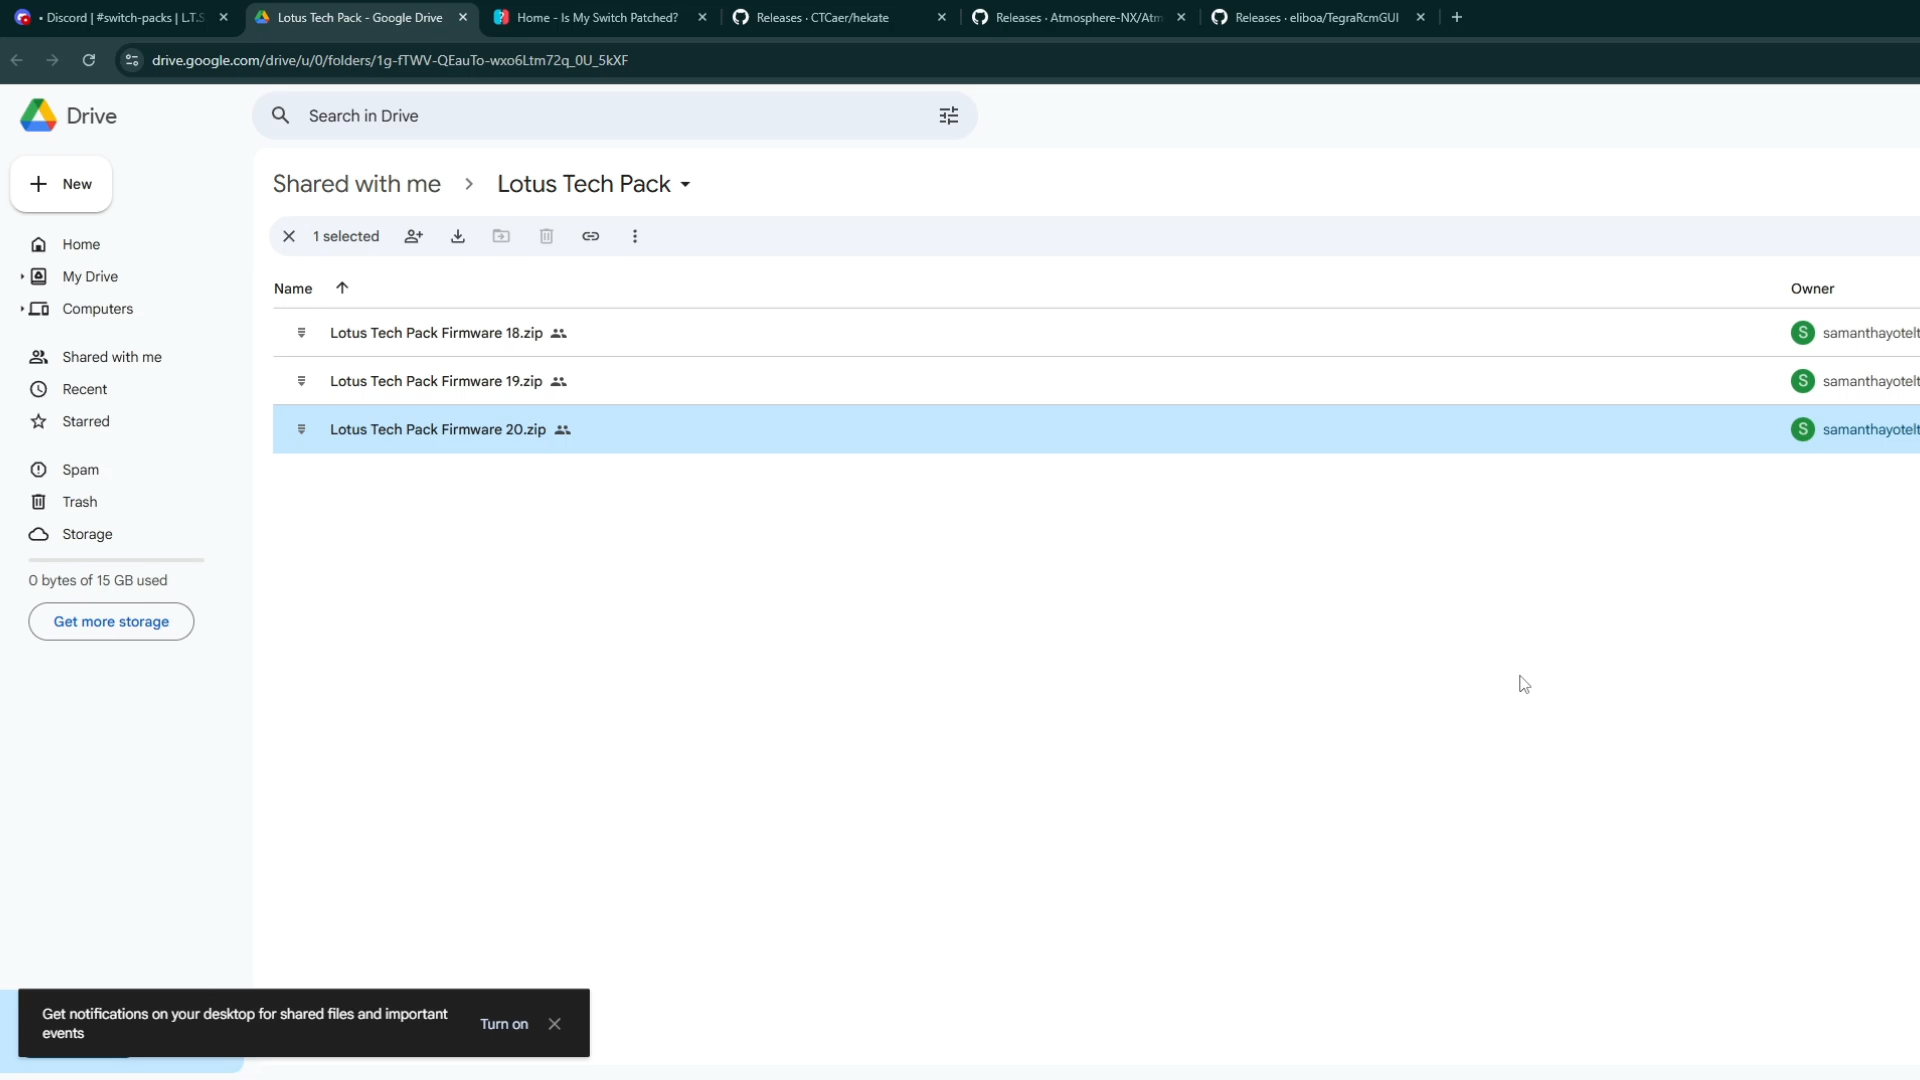 • Discord | #switch-packs | L.T.S
Lotus Tech Pack - Google Drive
Home - Is My Switch Patched?
Releases · CTCaer/hekate
Releases · Atmosphere-NX/Atm
Releases · eliboa/TegraRcmGUI
drive.google.com/drive/u/0/folders/1g-fTWV-QEauTo-wxo6Ltm72q_0U_5kXF
Drive
Search in Drive
New
Shared with me
Lotus Tech Pack
1 selected
Home
My Drive
Computers
Shared with me
Recent
Starred
Spam
Trash
Storage
0 bytes of 15 GB used
Get more storage
Name
Owner
Lotus Tech Pack Firmware 18.zip
S samanthayotelt
Lotus Tech Pack Firmware 19.zip
S samanthayotelt
Lotus Tech Pack Firmware 20.zip
S samanthayotelt
Get notifications on your desktop for shared files and important
events
Turn on